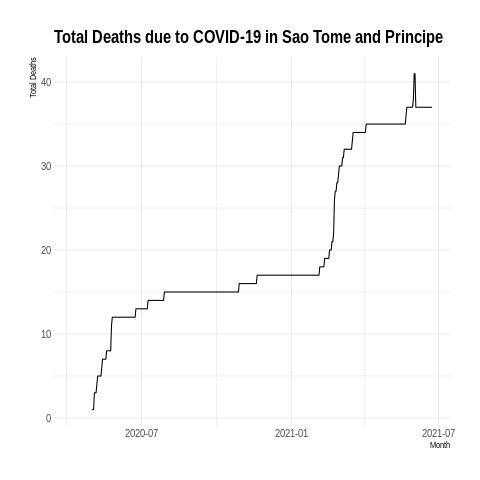 Total Deaths due to COVID-19 in Sao Tome and Principe
Total Deaths
40
30
20
10
0
2020-07
2021-01
2021-07
Month